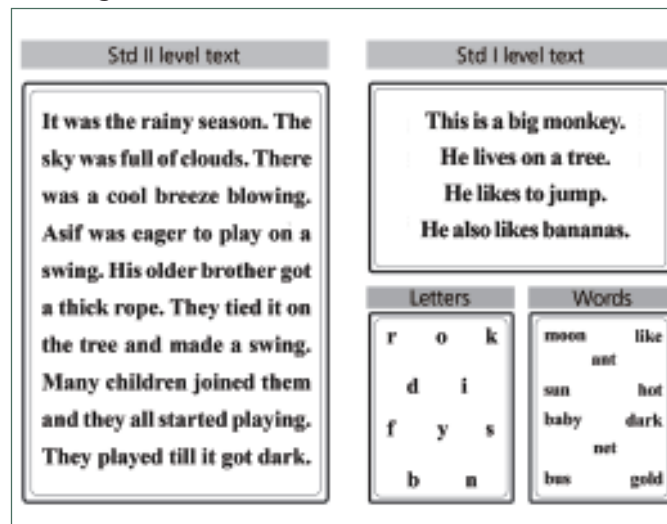 Std II level text
It was the rainy season. The
sky was full of clouds. There
was a cool breeze blowing.
Asif was eager to play on a
swing. His older brother got
a thick rope. They tied it on
the tree and made a swing.
Many children joined them
and they all started playing.
They played till it got dark.
Std I level text
This is a big monkey.
He lives on a tree.
He likes to jump.
He also likes bananas.
Letters
r o k
d i
f y s
b n
Words
moon like
ant
sun hot
baby dark
net
bus gold